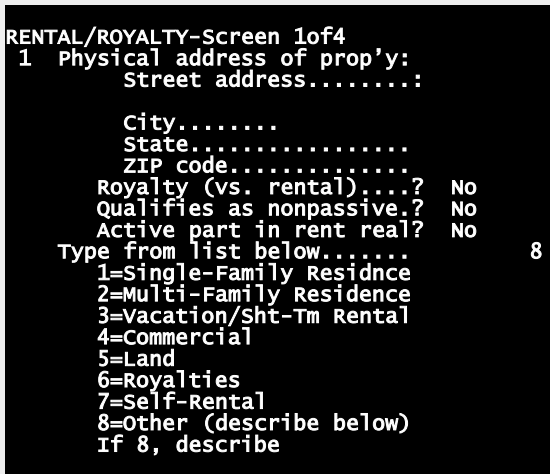 RENTAL/ROYALTY-Screen 1of4
1 Physical address of prop'y:
Street address........:
City........
State.................
ZIP code..............
Royalty (vs. rental)....? No
Qualifies as nonpassive.? No
Active part in rent real? No
Type from list below....... 8
1=Single-Family Residnce
2=Multi-Family Residence
3=Vacation/Sht-Tm Rental
4=Commercial
5=Land
6=Royalties
7=Self-Rental
8=Other (describe below)
If 8, describe